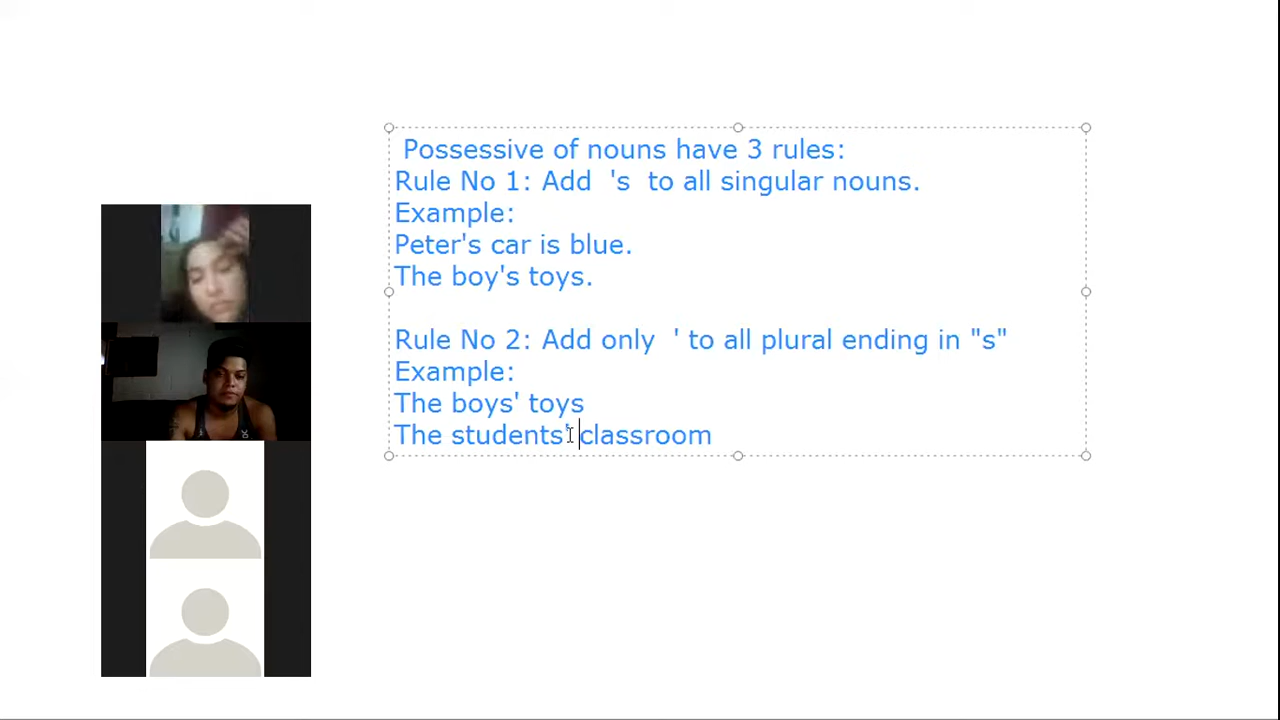 Possessive of nouns have 3 rules:
Rule No 1: Add 's to all singular nouns.
Example:
Peter's car is blue.
The boy's toys.
Rule No 2: Add only ' to all plural ending in "s"
Example:
The boys' toys
The students' classroom